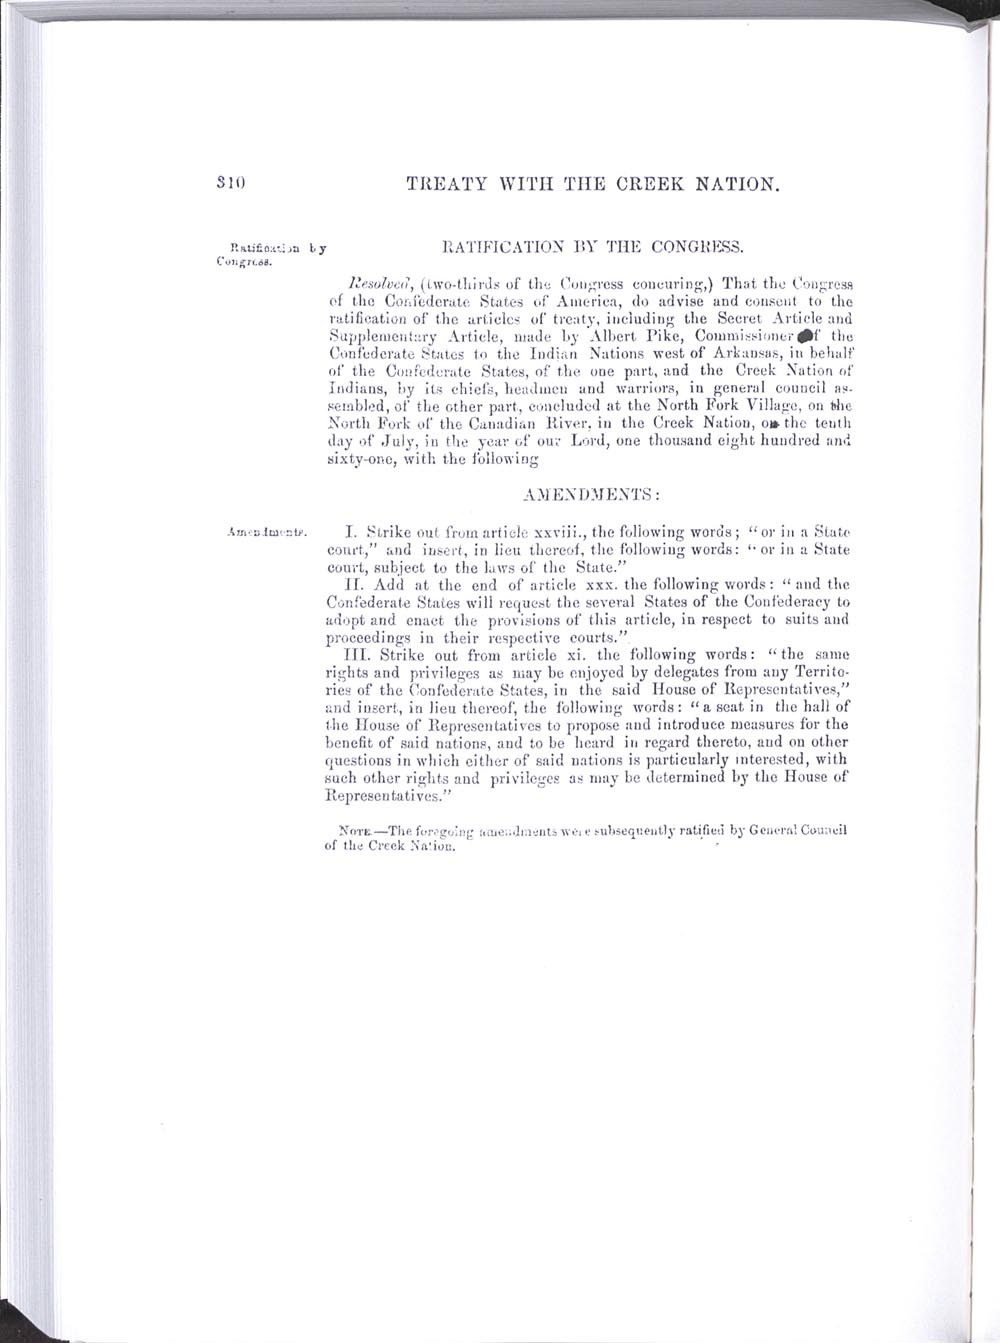 310 TREATY WITH THE CREEK NATION.
Ratification by
Congress.
RATIFICATION BY THE CONGRESS.
Resolved, (two-thirds of the Congress concuring,) That the Congress
of the Confederate States of America, do advise and consent to the
ratification of the articles of treaty, including the Secret Article and
Supplementary Article, made by Albert Pike, Commissioner of the
Confederate States to the Indian Nations west of Arkansas, in behalf
of the Confederate States, of the one part, and the Creek Nation of
Indians, by its chiefs, headmen and warriors, in general council as-
sembled, of the other part, concluded at the North Fork Village, on the
North Fork of the Canadian River, in the Creek Nation, on the tenth
day of July, in the year of our Lord, one thousand eight hundred and
sixty-one, with the following
AMENDMENTS:
Amendments.
I. Strike out from article xxviii., the following words; "or in a State
court," and insert, in lieu thereof, the following words: "or in a State
court, subject to the laws of the State."
II. Add at the end of article xxx. the following words: "and the
Confederate States will request the several States of the Confederacy to
adopt and enact the provisions of this article, in respect to suits and
proceedings in their respective courts."
III. Strike out from article xi. the following words: "the same
rights and privileges as may be enjoyed by delegates from any Territo-
ries of the Confederate States, in the said House of Representatives,"
and insert, in lieu thereof, the following words: "a seat in the hall of
the House of Representatives to propose and introduce measures for the
benefit of said nations, and to be heard in regard thereto, and on other
questions in which either of said nations is particularly interested, with
such other rights and privileges as may be determined by the House of
Representatives."
NOTE.—The foregoing amendments were subsequently ratified by General Council
of the Creek Nation.